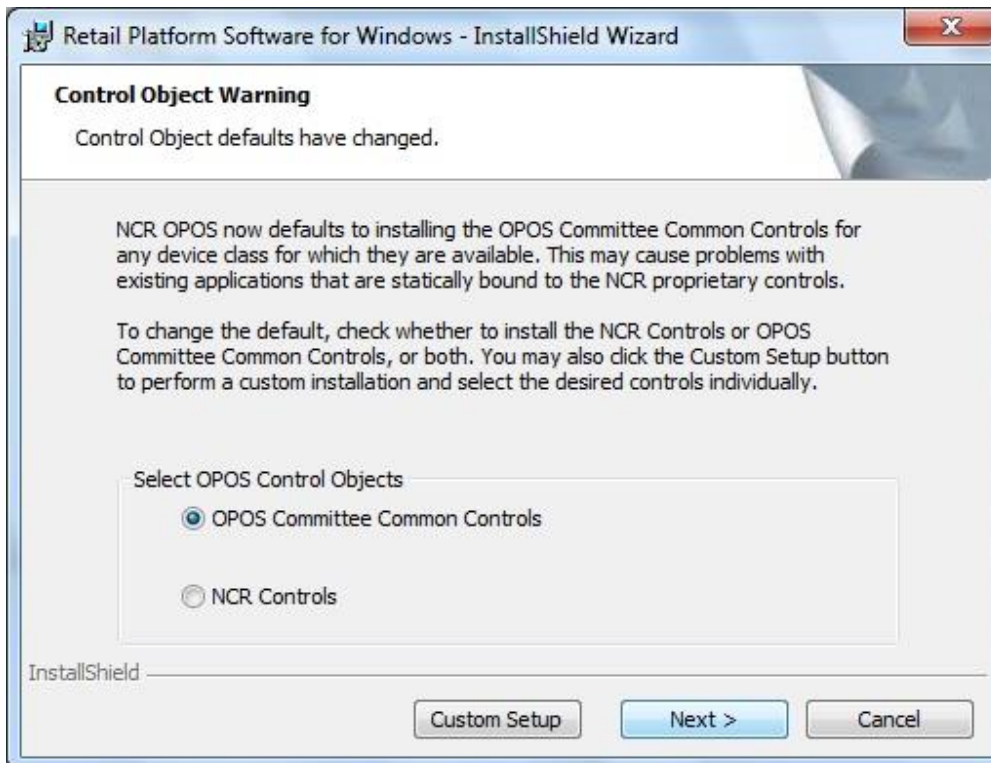 Retail Platform Software for Windows - InstallShield Wizard
Control Object Warning
Control Object defaults have changed.
NCR OPOS now defaults to installing the OPOS Committee Common Controls for
any device class for which they are available. This may cause problems with
existing applications that are statically bound to the NCR proprietary controls.
To change the default, check whether to install the NCR Controls or OPOS
Committee Common Controls, or both. You may also click the Custom Setup button
to perform a custom installation and select the desired controls individually.
Select OPOS Control Objects
OPOS Committee Common Controls
NCR Controls
InstallShield
Custom Setup
Next >
Cancel